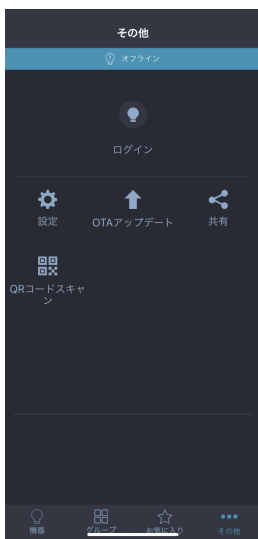 その他
オフライン
ログイン
設定
OTAアップデート
共有
QRコードスキャ
ン
機器
グループ
お気に入り
その他